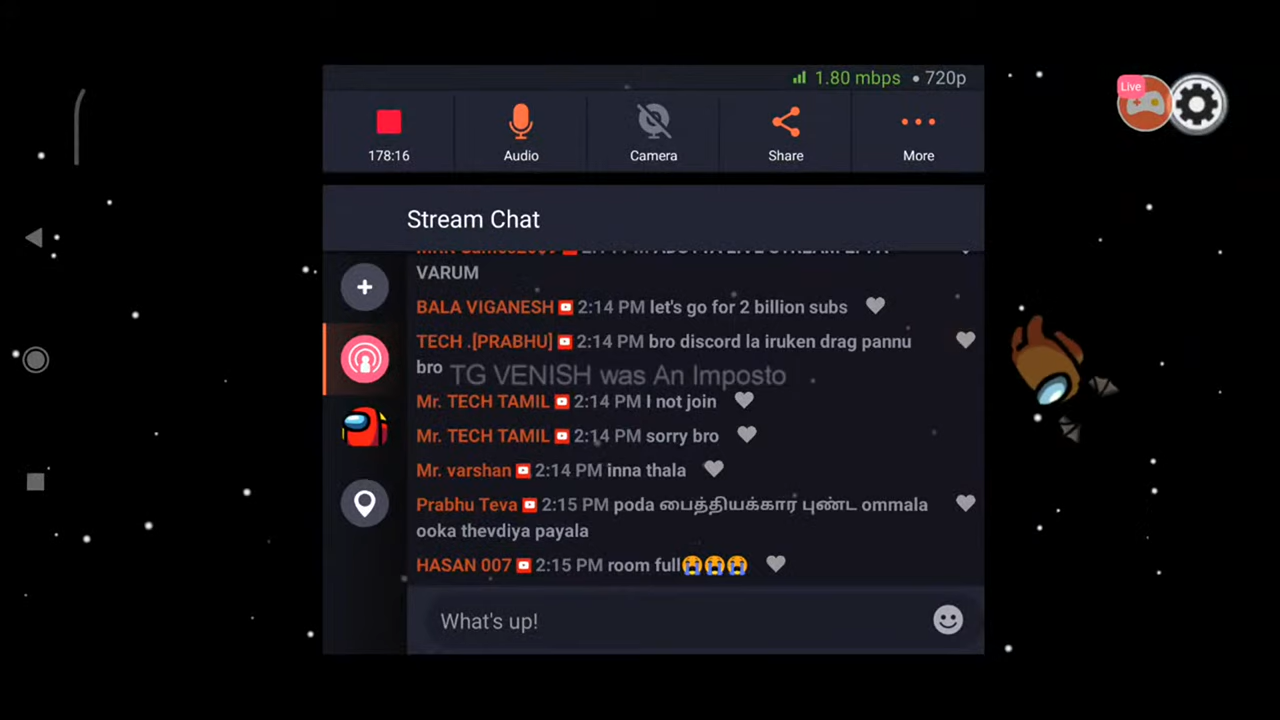 1.80 mbps • 720p
Live
178:16
Audio
Camera
Share
More
Stream Chat
VARUM
BALA VIGANESH 2:14 PM let's go for 2 billion subs
TECH .[PRABHU] 2:14 PM bro discord la iruken drag pannu
bro
TG VENISH was An Imposto
Mr. TECH TAMIL 2:14 PM I not join
Mr. TECH TAMIL 2:14 PM sorry bro
Mr. varshan 2:14 PM inna thala
Prabhu Teva 2:15 PM poda பைத்தியக்கார் புண்ட ommala
ooka thevdiya payala
HASAN 007 2:15 PM room full😭😭😭
What's up!